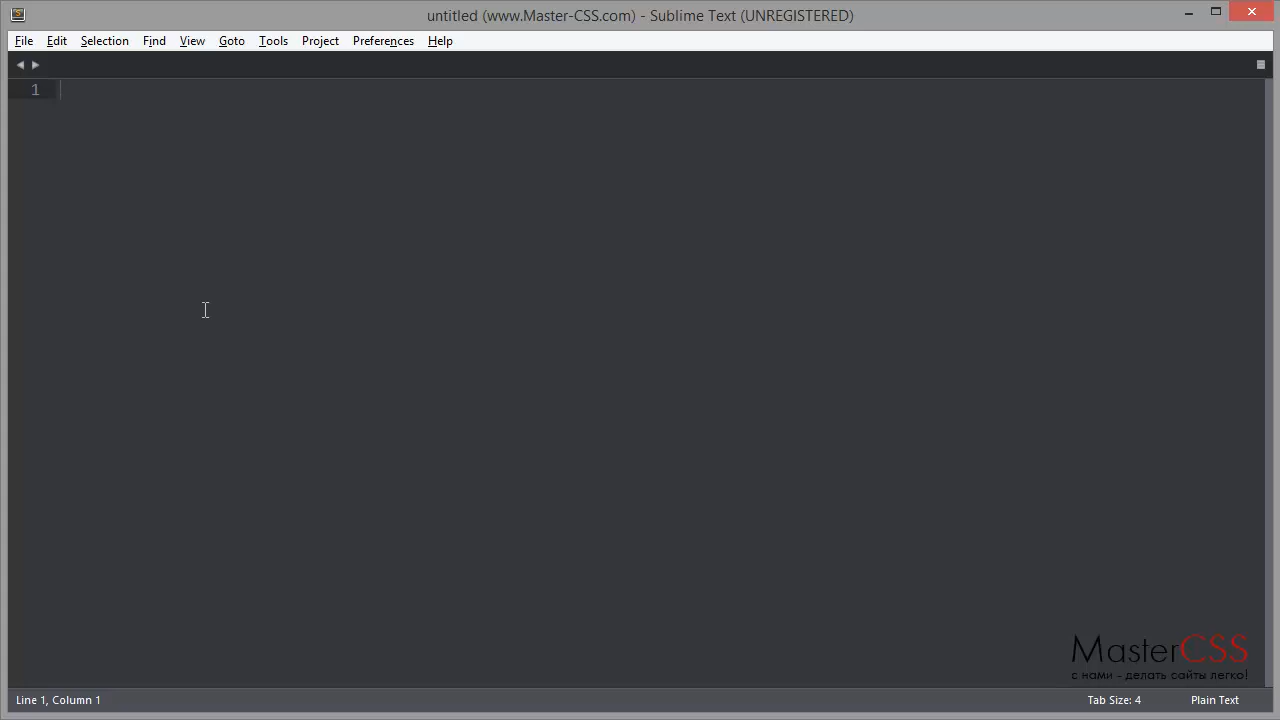 untitled (www.Master-CSS.com) - Sublime Text (UNREGISTERED)
File Edit Selection Find View Goto Tools Project Preferences Help
1
MasterCSS
с нами - делать сайты легко!
Line 1, Column 1 Tab Size: 4 Plain Text